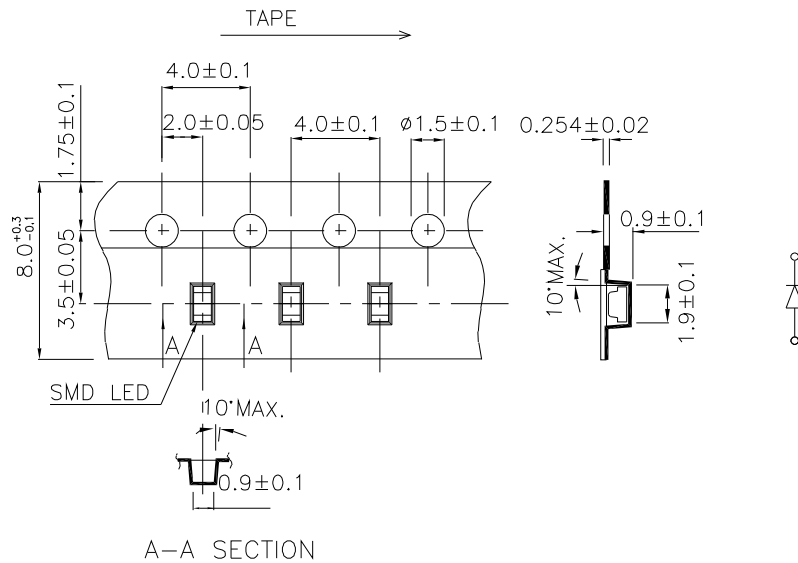 TAPE
4.0±0.1
2.0±0.05
4.0±0.1
ø1.5±0.1
0.254±0.02
1.75±0.1
8.0+0.3-0.1
3.5±0.05
0.9±0.1
10°MAX.
1.9±0.1
A
A
SMD LED
10°MAX.
0.9±0.1
A-A SECTION